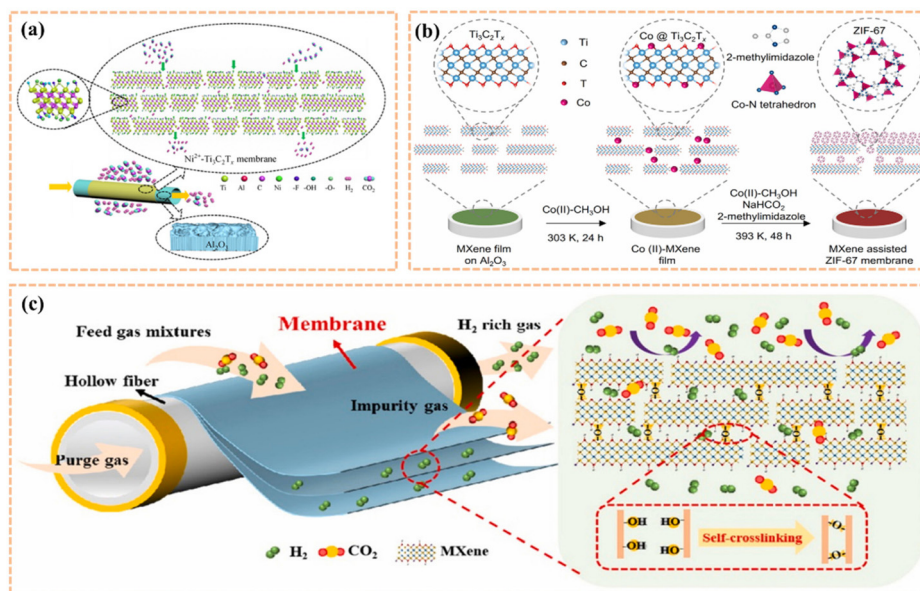 (a)
Ni²⁺-Ti₃C₂Tₓ membrane
Ti Al C Ni -F -OH -O- H₂ CO₂
Al₂O₃
(b)
Ti₃C₂Tₓ
Co @ Ti₃C₂Tₓ
2-methylimidazole
ZIF-67
Ti
C
T
Co
Co-N tetrahedron
Co(II)-CH₃OH
303 K, 24 h
Co(II)-CH₃OH
NaHCO₂
2-methylimidazole
393 K, 48 h
MXene film
on Al₂O₃
Co (II)-MXene
film
MXene assisted
ZIF-67 membrane
(c)
Feed gas mixtures
Membrane
H₂ rich gas
Hollow fiber
Impurity gas
Purge gas
H₂ CO₂ MXene
-OH HO-
-OH HO-
Self-crosslinking